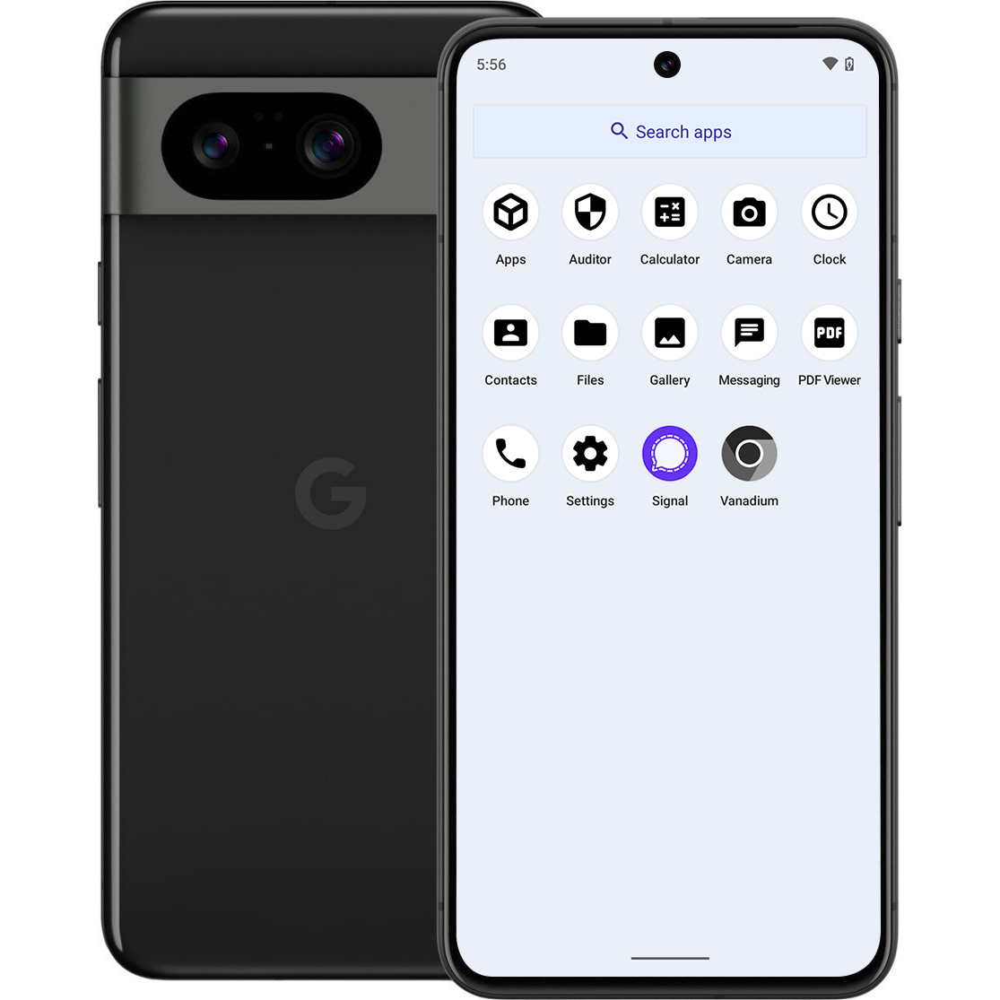 5:56
Search apps
Apps Auditor Calculator Camera Clock
PDF
Contacts Files Gallery Messaging PDF Viewer
Phone Settings Signal Vanadium
G